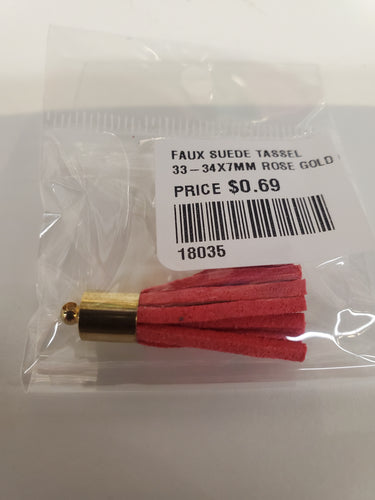 FAUX SUEDE TASSEL
33-34X7MM ROSE GOLD
PRICE $0.69
18035